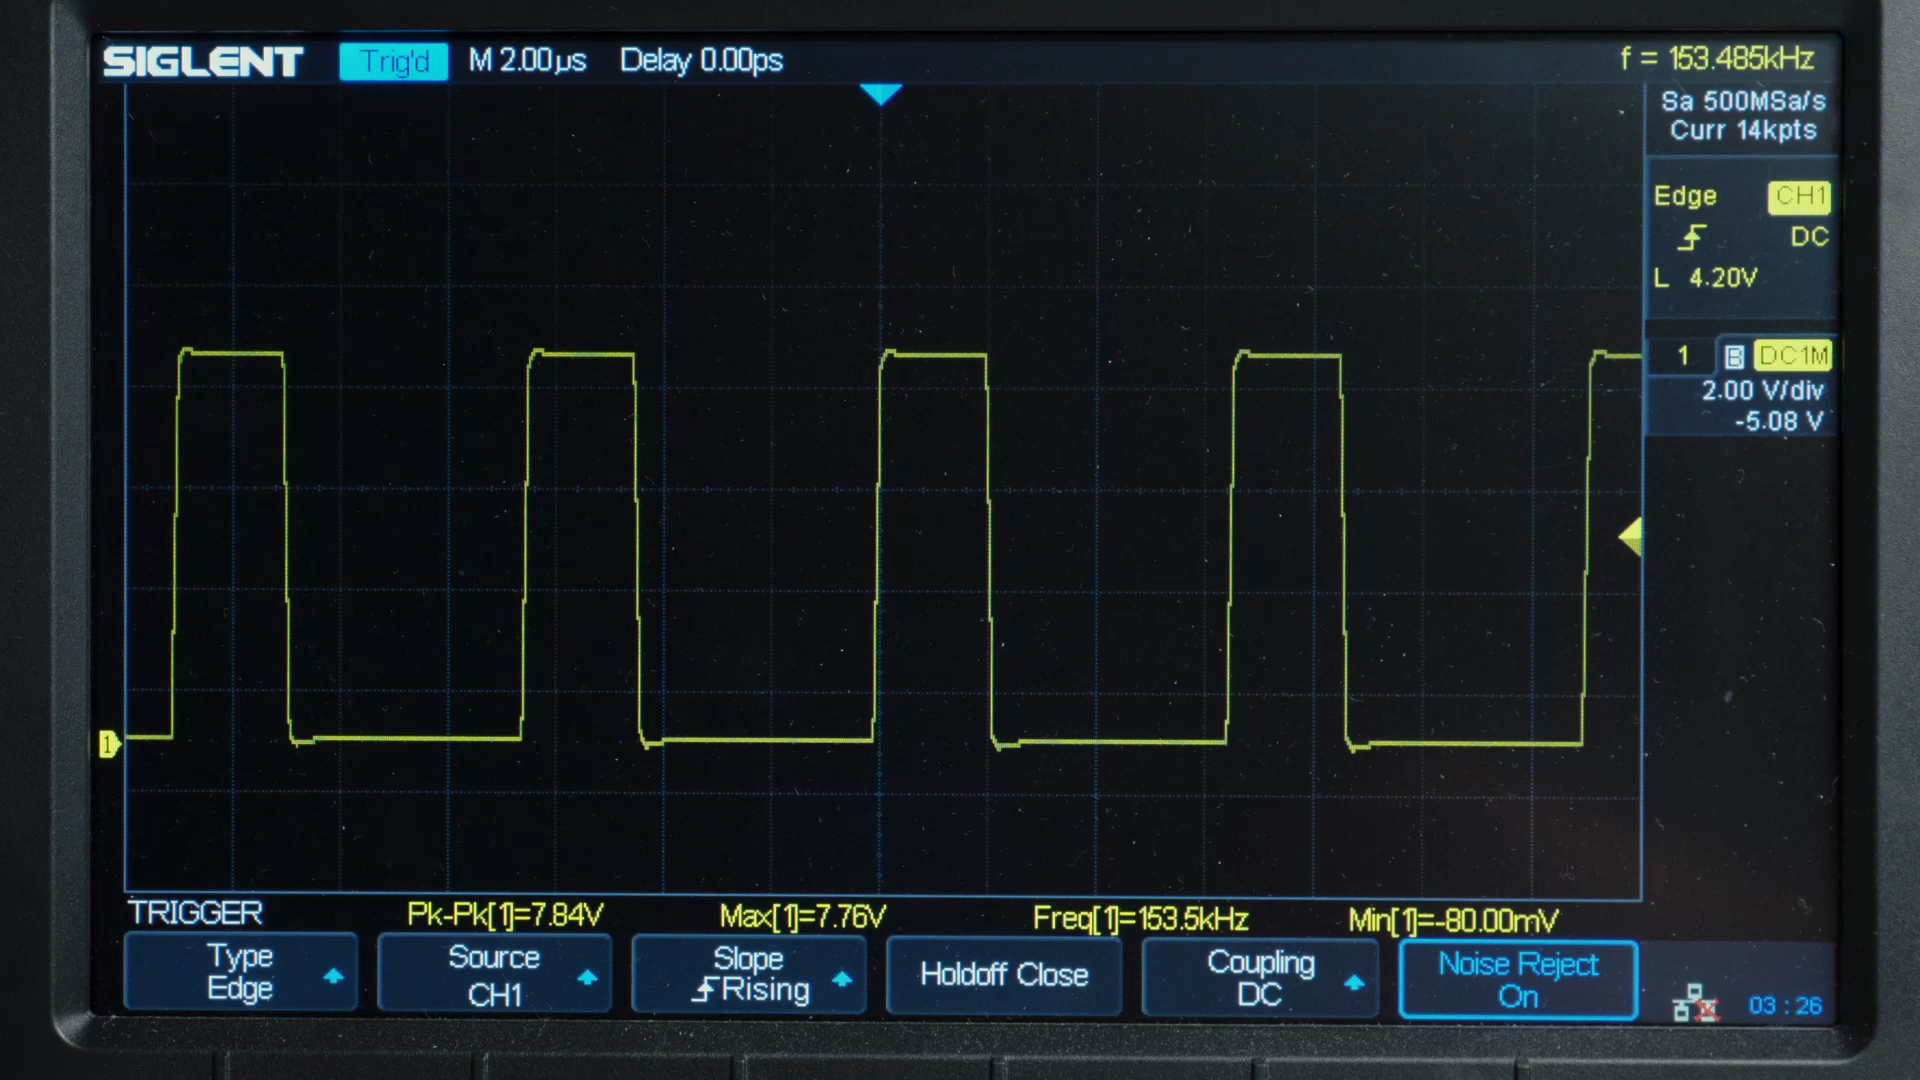 SIGLENT Trig'd M 2.00µs Delay 0.00ps f = 153.485kHz
Sa 500MSa/s
Curr 14kpts
Edge CH1
DC
L 4.20V
1 B DC1M
2.00 V/div
-5.08 V
1
TRIGGER Pk-Pk[1]=7.84V Max[1]=7.76V Freq[1]=153.5kHz Min[1]=-80.00mV
Type
Edge
Source
CH1
Slope
Rising
Holdoff Close
Coupling
DC
Noise Reject
On
03 : 26